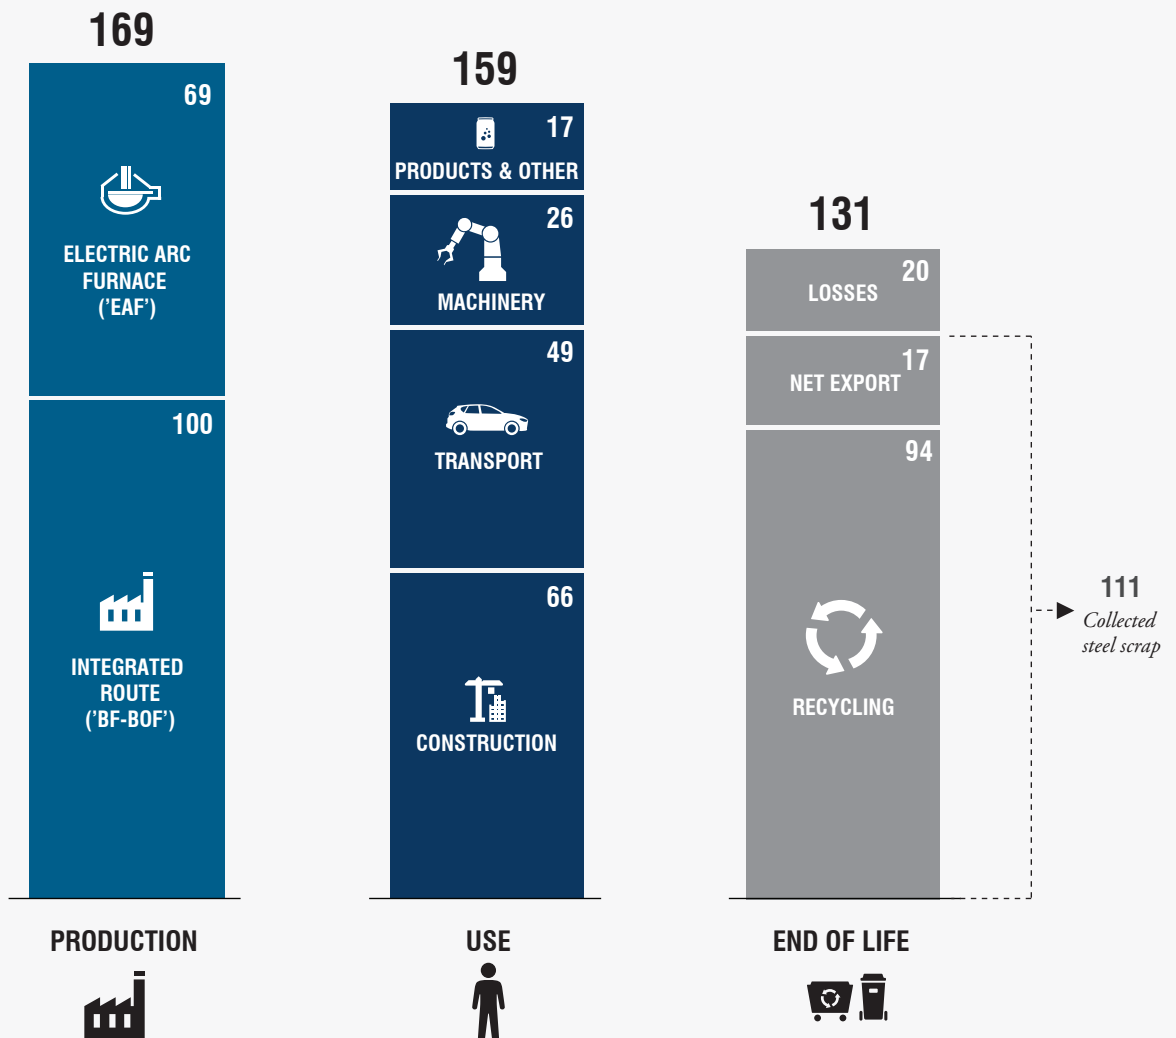 169
69
ELECTRIC ARC
FURNACE
('EAF')
100
INTEGRATED
ROUTE
('BF-BOF')
PRODUCTION
159
17
PRODUCTS & OTHER
26
MACHINERY
49
TRANSPORT
66
CONSTRUCTION
USE
131
20
LOSSES
17
NET EXPORT
94
RECYCLING
END OF LIFE
111
Collected
steel scrap